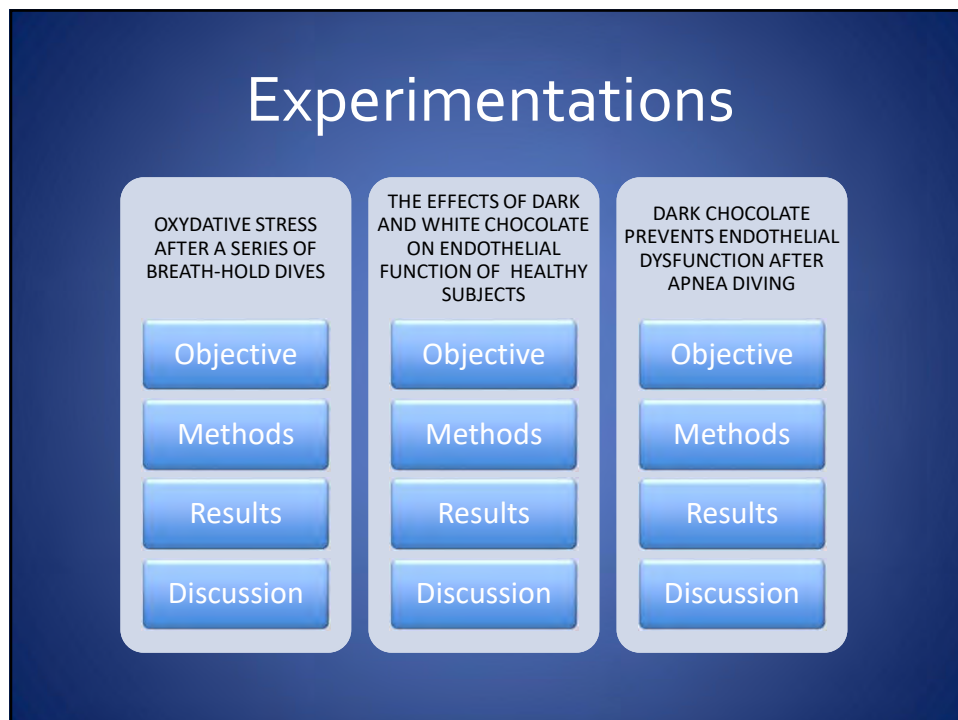 Experimentations
OXYDATIVE STRESS
AFTER A SERIES OF
BREATH-HOLD DIVES
Objective
Methods
Results
Discussion
THE EFFECTS OF DARK
AND WHITE CHOCOLATE
ON ENDOTHELIAL
FUNCTION OF HEALTHY
SUBJECTS
Objective
Methods
Results
Discussion
DARK CHOCOLATE
PREVENTS ENDOTHELIAL
DYSFUNCTION AFTER
APNEA DIVING
Objective
Methods
Results
Discussion